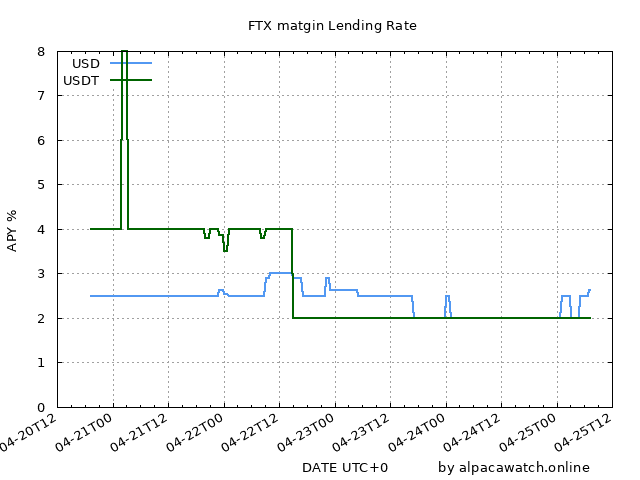 FTX matgin Lending Rate
USD
USDT
8
7
6
5
4
3
2
1
0
APY %
04-20T12
04-21T00
04-21T12
04-22T00
04-22T12
04-23T00
04-23T12
04-24T00
04-24T12
04-25T00
04-25T12
DATE UTC+0
by alpacawatch.online